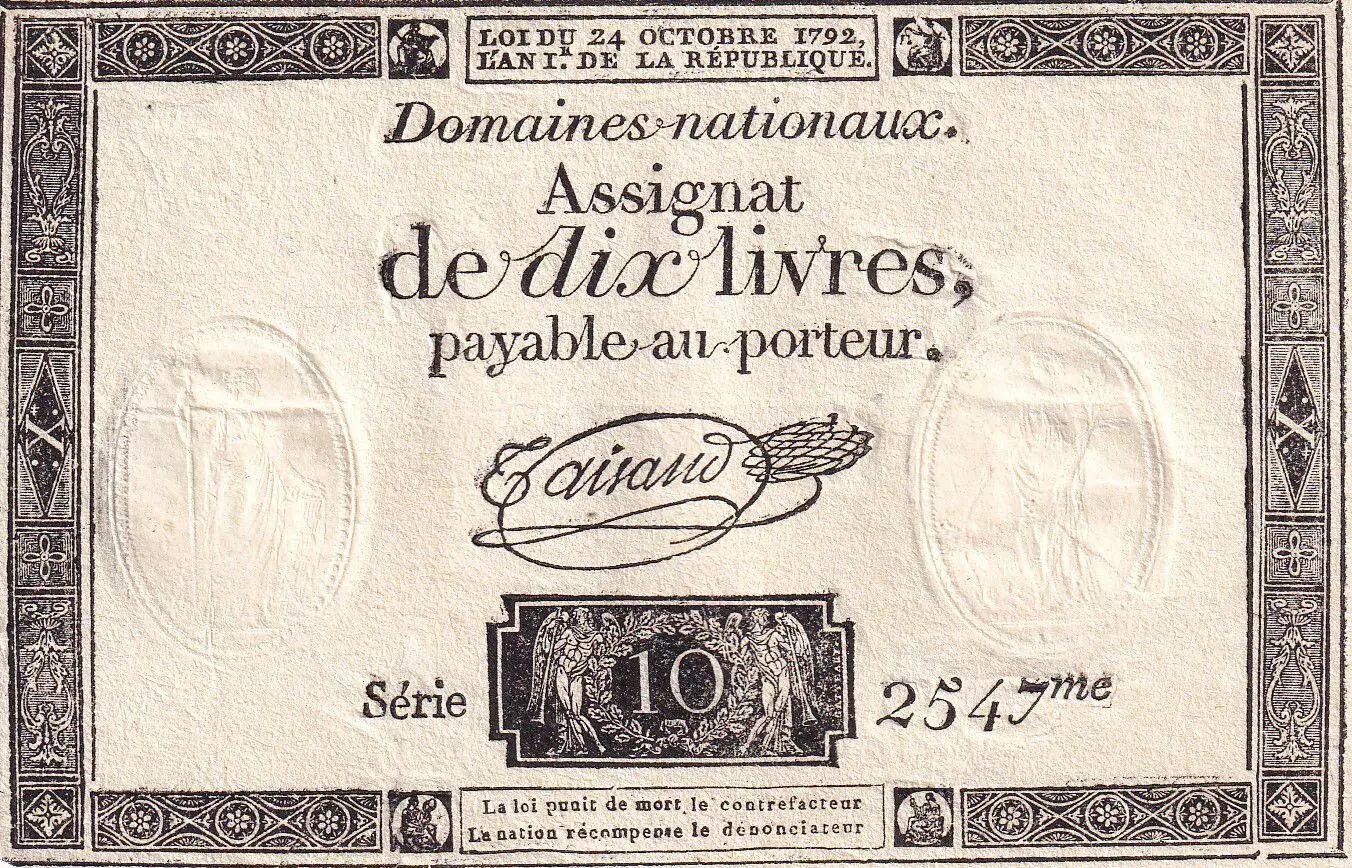 LOI DU 24 OCTOBRE 1792,
L'AN I.R DE LA RÉPUBLIQUE.
Domaines nationaux.
Assignat
de dix livres,
payable au porteur.
Taisaud
X X
10
Série 2547me
La loi punit de mort le contrefacteur
La nation récompense le dénonciateur